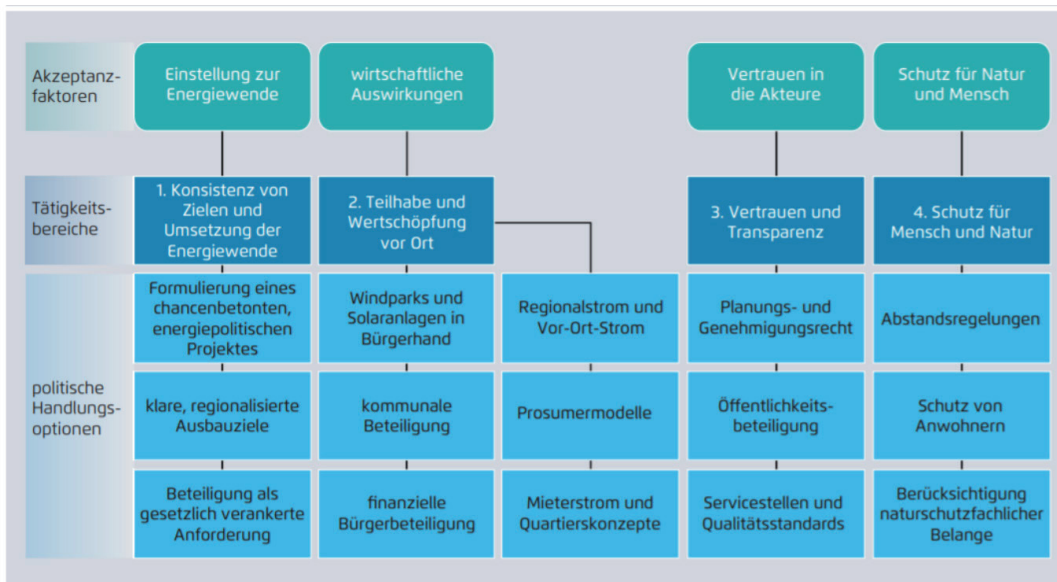 Akzeptanz-
faktoren
Einstellung zur
Energiewende
wirtschaftliche
Auswirkungen
Vertrauen in
die Akteure
Schutz für Natur
und Mensch
Tätigkeits-
bereiche
1. Konsistenz von
Zielen und
Umsetzung der
Energiewende
2. Teilhabe und
Wertschöpfung
vor Ort
3. Vertrauen und
Transparenz
4. Schutz für
Mensch und Natur
politische
Handlungs-
optionen
Formulierung eines
chancenbetonten,
energiepolitischen
Projektes
Windparks und
Solaranlagen in
Bürgerhand
Regionalstrom und
Vor-Ort-Strom
Planungs- und
Genehmigungsrecht
Abstandsregelungen
klare, regionalisierte
Ausbauziele
kommunale
Beteiligung
Prosumermodelle
Öffentlichkeits-
beteiligung
Schutz von
Anwohnern
Beteiligung als
gesetzlich verankerte
Anforderung
finanzielle
Bürgerbeteiligung
Mieterstrom und
Quartierskonzepte
Servicestellen und
Qualitätsstandards
Berücksichtigung
naturschutzfachlicher
Belange